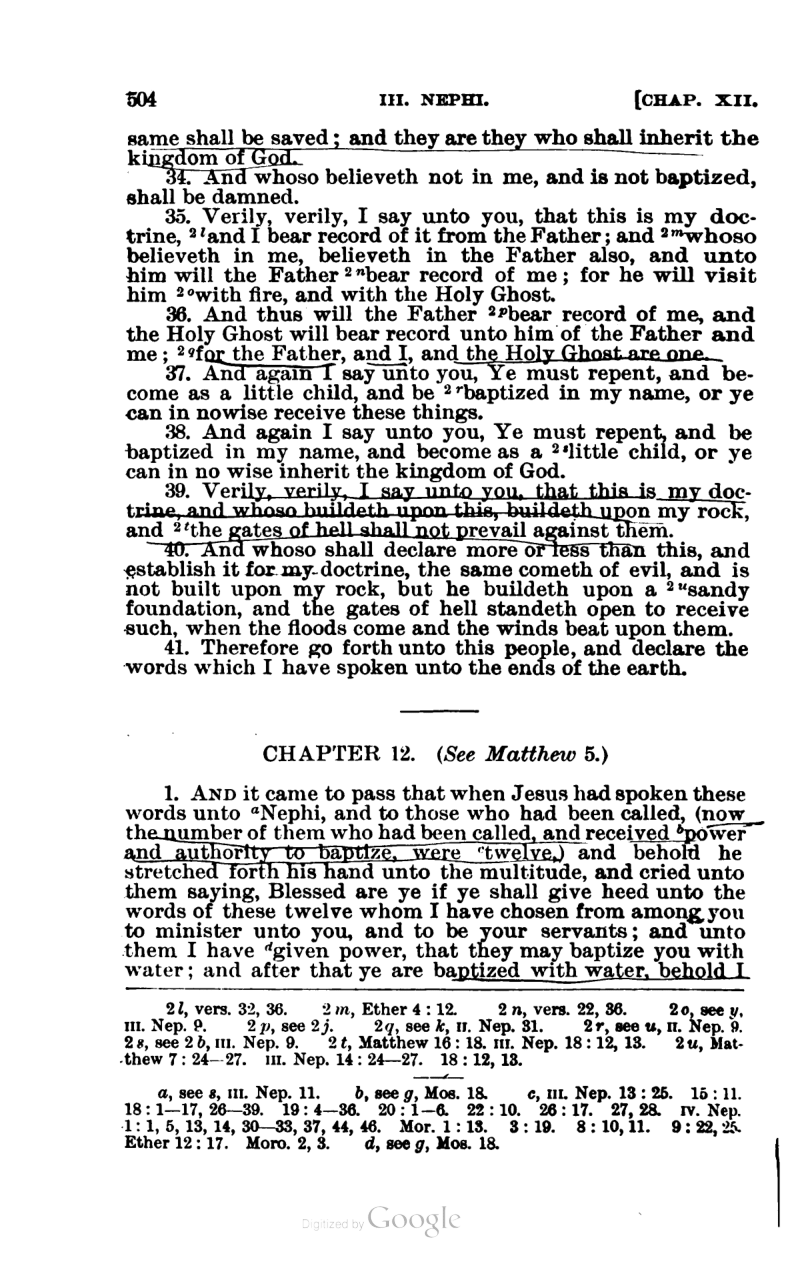 504 III. NEPHI. [CHAP. XII.
same shall be saved; and they are they who shall inherit the
kingdom of God.
34. And whoso believeth not in me, and is not baptized,
shall be damned.
35. Verily, verily, I say unto you, that this is my doc-
trine, 2l and I bear record of it from the Father; and 2m whoso
believeth in me, believeth in the Father also, and unto
him will the Father 2n bear record of me; for he will visit
him 2o with fire, and with the Holy Ghost.
36. And thus will the Father 2p bear record of me, and
the Holy Ghost will bear record unto him of the Father and
me; 2q for the Father, and I, and the Holy Ghost are one.
37. And again I say unto you, Ye must repent, and be-
come as a little child, and be 2r baptized in my name, or ye
can in nowise receive these things.
38. And again I say unto you, Ye must repent, and be
baptized in my name, and become as a 2s little child, or ye
can in no wise inherit the kingdom of God.
39. Verily, verily, I say unto you, that this is my doc-
trine, and whoso buildeth upon this, buildeth upon my rock,
and 2t the gates of hell shall not prevail against them.
40. And whoso shall declare more or less than this, and
establish it for my doctrine, the same cometh of evil, and is
not built upon my rock, but he buildeth upon a 2u sandy
foundation, and the gates of hell standeth open to receive
such, when the floods come and the winds beat upon them.
41. Therefore go forth unto this people, and declare the
words which I have spoken unto the ends of the earth.
CHAPTER 12. (See Matthew 5.)
1. AND it came to pass that when Jesus had spoken these
words unto a Nephi, and to those who had been called, (now
the number of them who had been called, and received b power
and authority to baptize, were c twelve,) and behold he
stretched forth his hand unto the multitude, and cried unto
them saying, Blessed are ye if ye shall give heed unto the
words of these twelve whom I have chosen from among you
to minister unto you, and to be your servants; and unto
them I have d given power, that they may baptize you with
water; and after that ye are baptized with water, behold I
2l, vers. 32, 36. 2m, Ether 4 : 12. 2n, vers. 22, 36. 2o, see y,
III. Nep. 9. 2p, see 2j. 2q, see k, II. Nep. 31. 2r, see u, II. Nep. 9.
2s, see 2b, III. Nep. 9. 2t, Matthew 16 : 18. III. Nep. 18 : 12, 13. 2u, Mat-
thew 7 : 24—27. III. Nep. 14 : 24—27. 18 : 12, 13.
a, see s, III. Nep. 11. b, see g, Mos. 18. c, III. Nep. 13 : 25. 15 : 11.
18 : 1—17, 26—39. 19 : 4—36. 20 : 1—6. 22 : 10. 26 : 17. 27, 28. IV. Nep.
1 : 1, 5, 13, 14, 30—33, 37, 44, 46. Mor. 1 : 13. 3 : 19. 8 : 10, 11. 9 : 22, 25.
Ether 12 : 17. Moro. 2, 3. d, see g, Mos. 18.
Digitized by Google